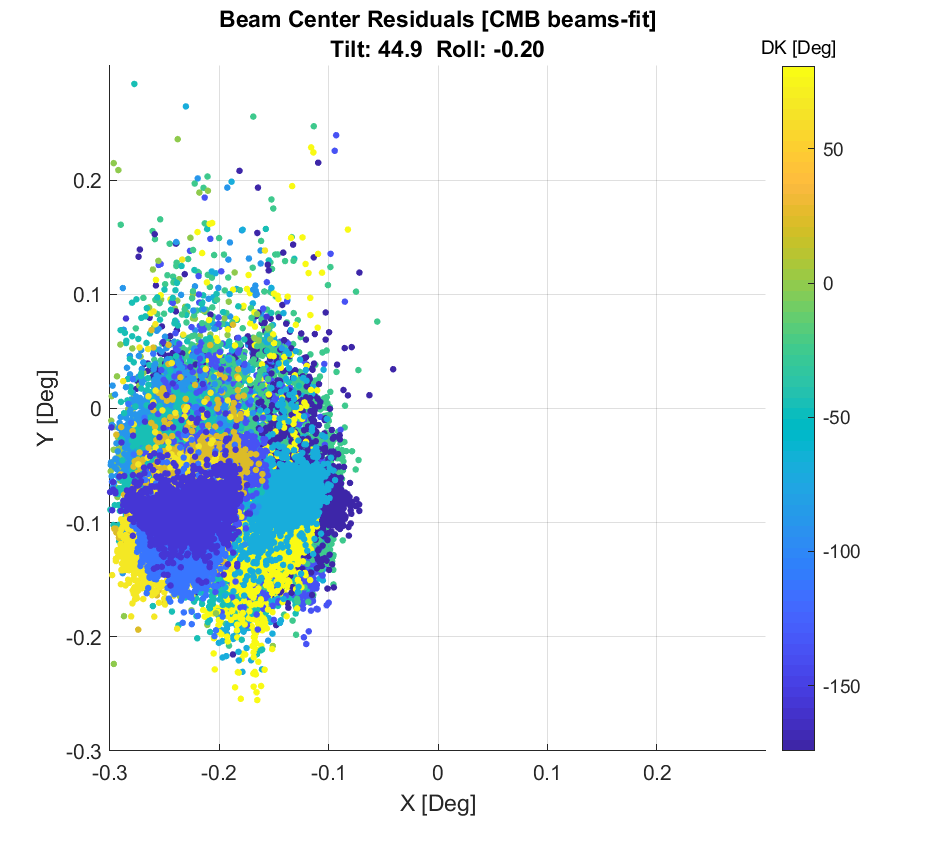 Beam Center Residuals [CMB beams-fit]
Tilt: 44.9 Roll: -0.20
DK [Deg]
50
0
-50
-100
-150
Y [Deg]
0.2
0.1
0
-0.1
-0.2
-0.3
-0.3 -0.2 -0.1 0 0.1 0.2
X [Deg]